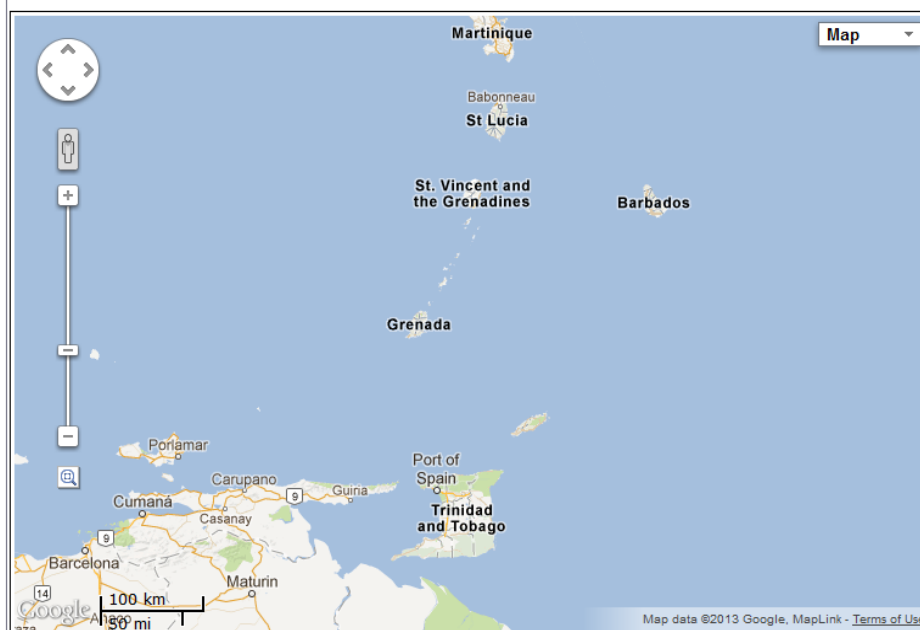 Martinique
Map
Babonneau
St Lucia
St. Vincent and
the Grenadines
Barbados
Grenada
Porlamar
Port of
Spain
Carupano
Guiria
9
Cumaná
Casanay
Trinidad
and Tobago
9
Barcelona
Maturin
14
100 km
Google
50 mi
Map data ©2013 Google, MapLink - Terms of Us